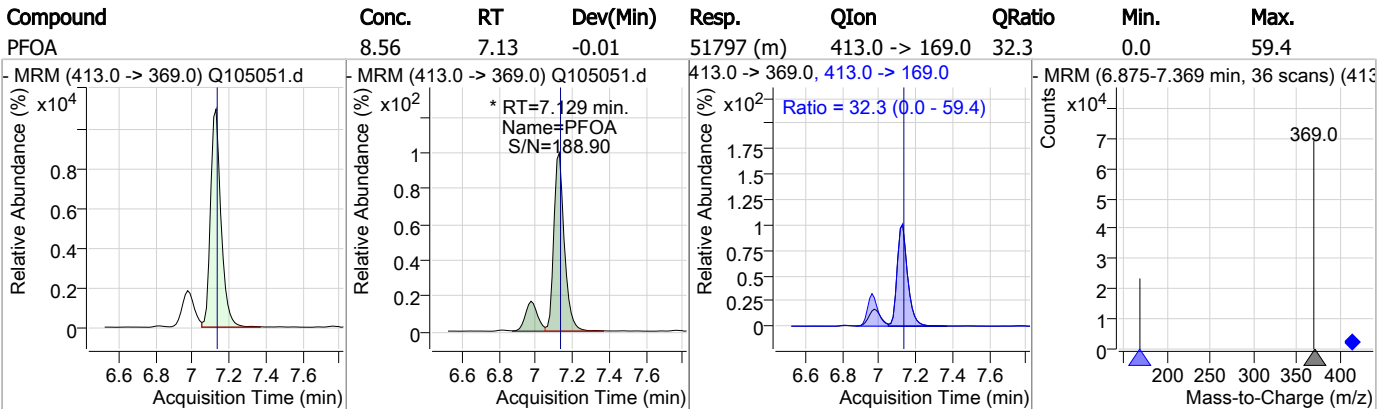 Compound Conc. RT Dev(Min) Resp. QIon QRatio Min. Max.
PFOA 8.56 7.13 -0.01 51797 (m) 413.0 -> 169.0 32.3 0.0 59.4
- MRM (413.0 -> 369.0) Q105051.d
Relative Abundance (%)
x10⁴
0.8
0.6
0.4
0.2
0
6.6 6.8 7 7.2 7.4 7.6
Acquisition Time (min)
- MRM (413.0 -> 369.0) Q105051.d
Relative Abundance (%)
x10²
* RT=7.129 min.
Name=PFOA
S/N=188.90
1
0.8
0.6
0.4
0.2
0
6.6 6.8 7 7.2 7.4 7.6
Acquisition Time (min)
413.0 -> 369.0, 413.0 -> 169.0
Relative Abundance (%)
x10²
Ratio = 32.3 (0.0 - 59.4)
1.75
1.5
1.25
1
0.75
0.5
0.25
0
6.6 6.8 7 7.2 7.4 7.6
Acquisition Time (min)
- MRM (6.875-7.369 min, 36 scans) (413
Counts
x10⁴
369.0
7
6
5
4
3
2
1
0
200 250 300 350 400
Mass-to-Charge (m/z)